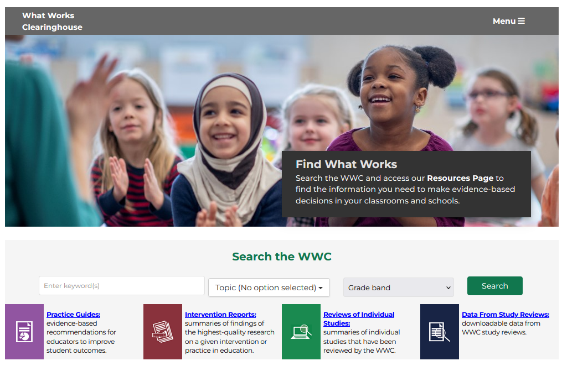 What Works
Clearinghouse
Menu
Find What Works
Search the WWC and access our Resources Page to
find the information you need to make evidence-based
decisions in your classrooms and schools.
Search the WWC
Enter keyword(s)
Topic (No option selected)
Grade band
Search
Practice Guides:
evidence-based
recommendations for
educators to improve
student outcomes.
Intervention Reports:
summaries of findings of
the highest-quality research
on a given intervention or
practice in education.
Reviews of Individual
Studies:
summaries of individual
studies that have been
reviewed by the WWC.
Data From Study Reviews:
downloadable data from
WWC study reviews.